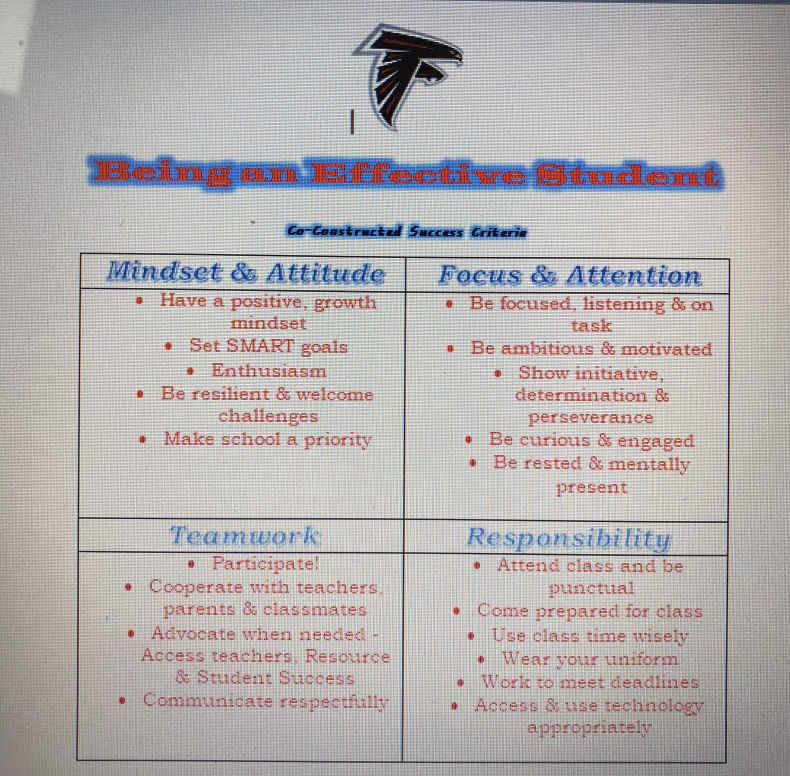 Being an Effective Student
Co-Constructed Success Criteria
Mindset & Attitude
• Have a positive, growth
mindset
• Set SMART goals
• Enthusiasm
• Be resilient & welcome
challenges
• Make school a priority
Focus & Attention
• Be focused, listening & on
task
• Be ambitious & motivated
• Show initiative,
determination &
perseverance
• Be curious & engaged
• Be rested & mentally
present
Teamwork
• Participate!
• Cooperate with teachers,
parents & classmates
• Advocate when needed -
Access teachers, Resource
& Student Success
• Communicate respectfully
Responsibility
• Attend class and be
punctual
• Come prepared for class
• Use class time wisely
• Wear your uniform
• Work to meet deadlines
• Access & use technology
appropriately